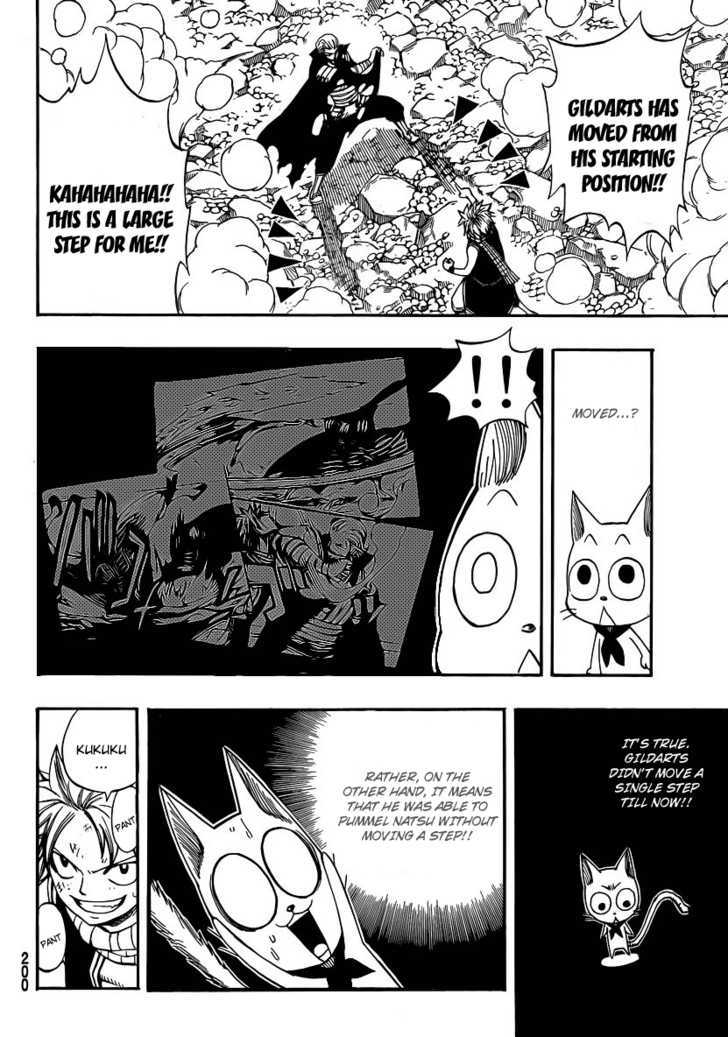 GILDARTS HAS
MOVED FROM
HIS STARTING
POSITION!!
KAHAHAHAHA!!
THIS IS A LARGE
STEP FOR ME!!
MOVED...?
!!
IT'S TRUE.
GILDARTS
DIDN'T MOVE A
SINGLE STEP
TILL NOW!!
RATHER, ON THE
OTHER HAND, IT MEANS
THAT HE WAS ABLE TO
PUMMEL NATSU WITHOUT
MOVING A STEP!!
KUKUKU
...
PANT
PANT
200